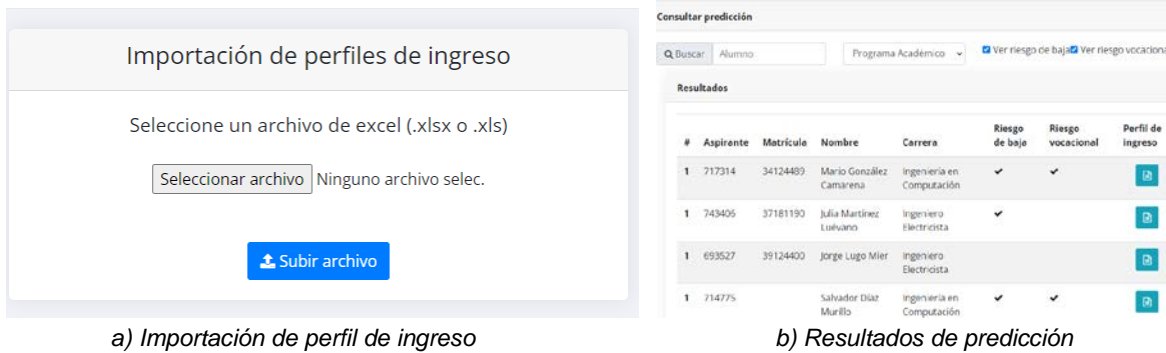 Importación de perfiles de ingreso
Seleccione un archivo de excel (.xlsx o .xls)
Seleccionar archivo Ninguno archivo selec.
Subir archivo
a) Importación de perfil de ingreso
Consultar predicción
Buscar Alumno Programa Académico Ver riesgo de baja Ver riesgo vocaciona
Resultados
# Aspirante Matrícula Nombre Carrera Riesgo de baja Riesgo vocacional Perfil de ingreso
1 717314 34124489 Mario González Ingeniería en
Camarena Computación
1 743406 37181190 Julia Martínez Ingeniero
Luévano Electricista
1 693527 39124400 Jorge Lugo Mier Ingeniero
Electricista
1 714775 Salvador Díaz Ingeniería en
Murillo Computación
b) Resultados de predicción